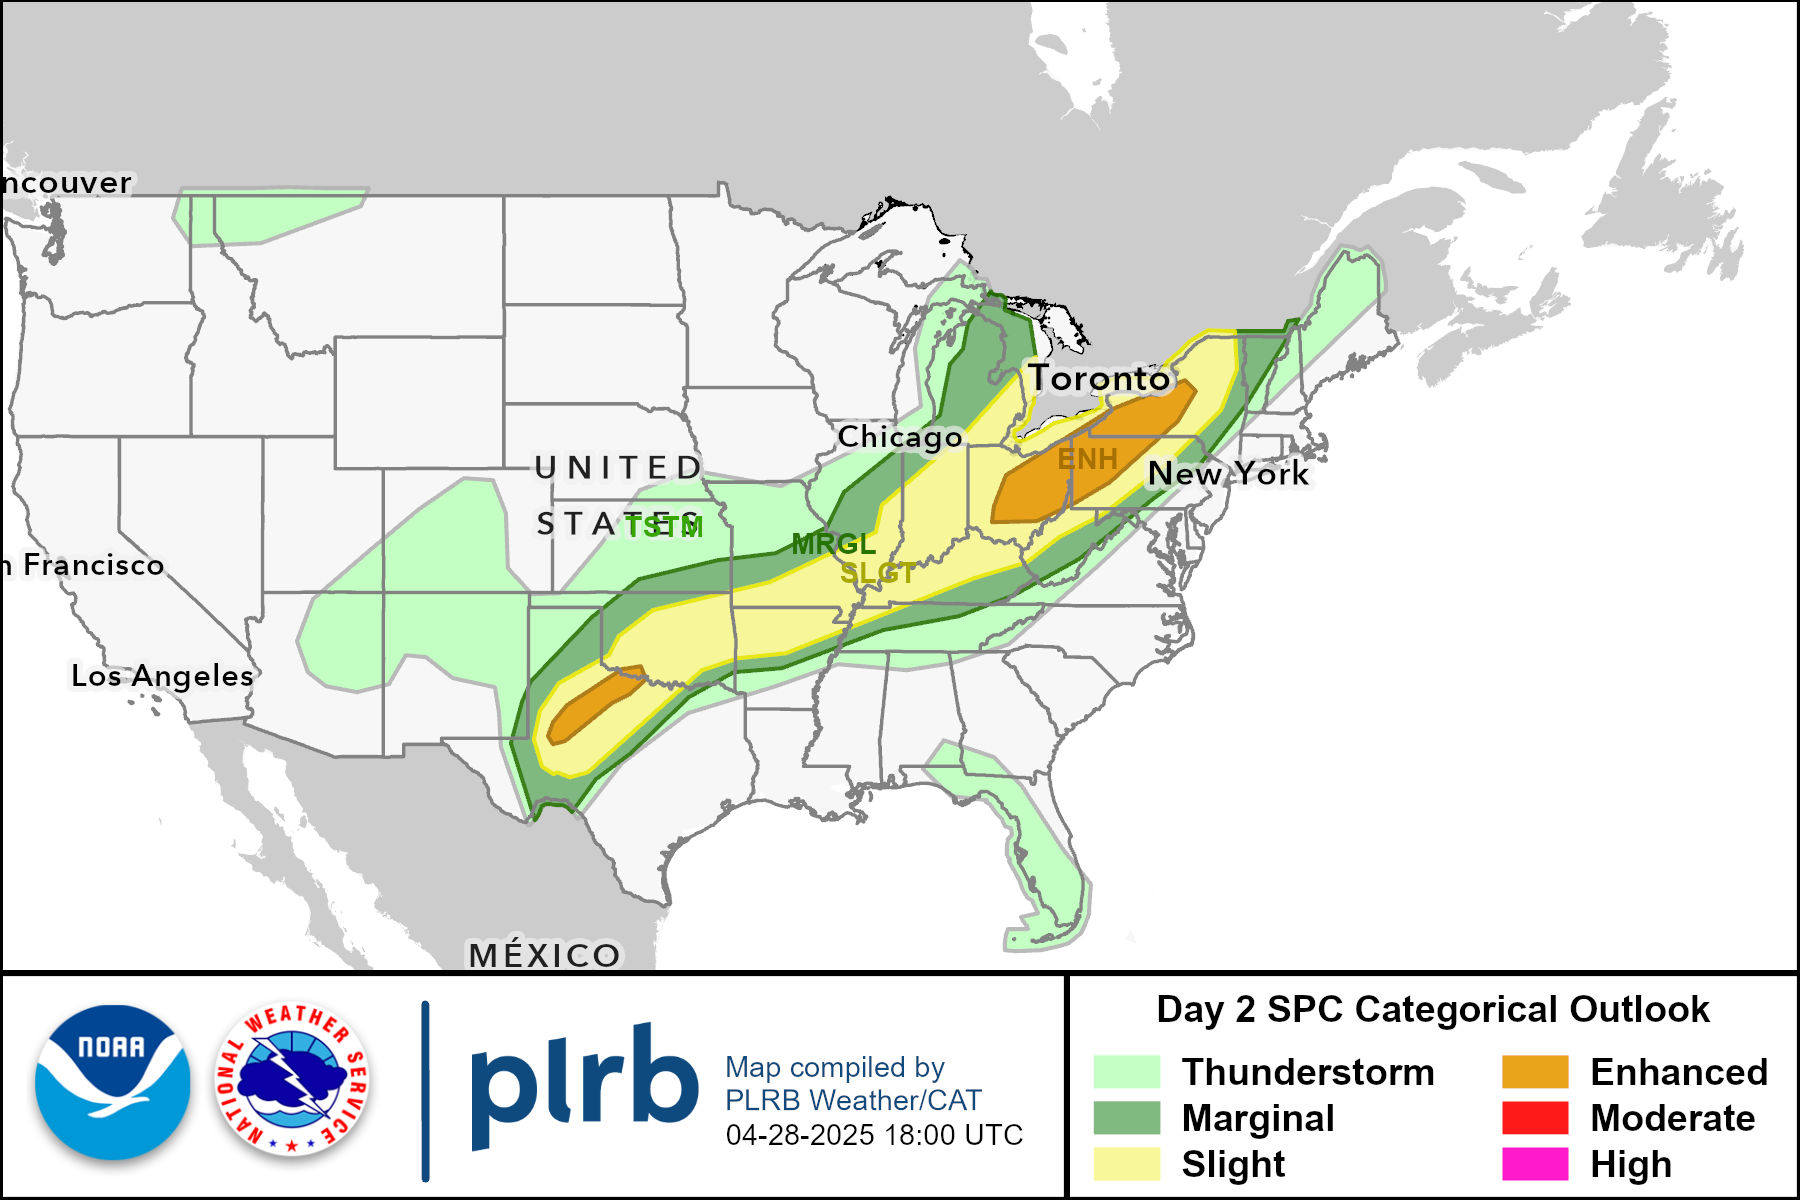 ncouver
Toronto
Chicago
UNITED
ENH
New York
STATES
TSTM
MRGL
n Francisco
SLGT
Los Angeles
MÉXICO
NOAA
NATIONAL WEATHER SERVICE
plrb
Map compiled by
PLRB Weather/CAT
04-28-2025 18:00 UTC
Day 2 SPC Categorical Outlook
Thunderstorm
Marginal
Slight
Enhanced
Moderate
High